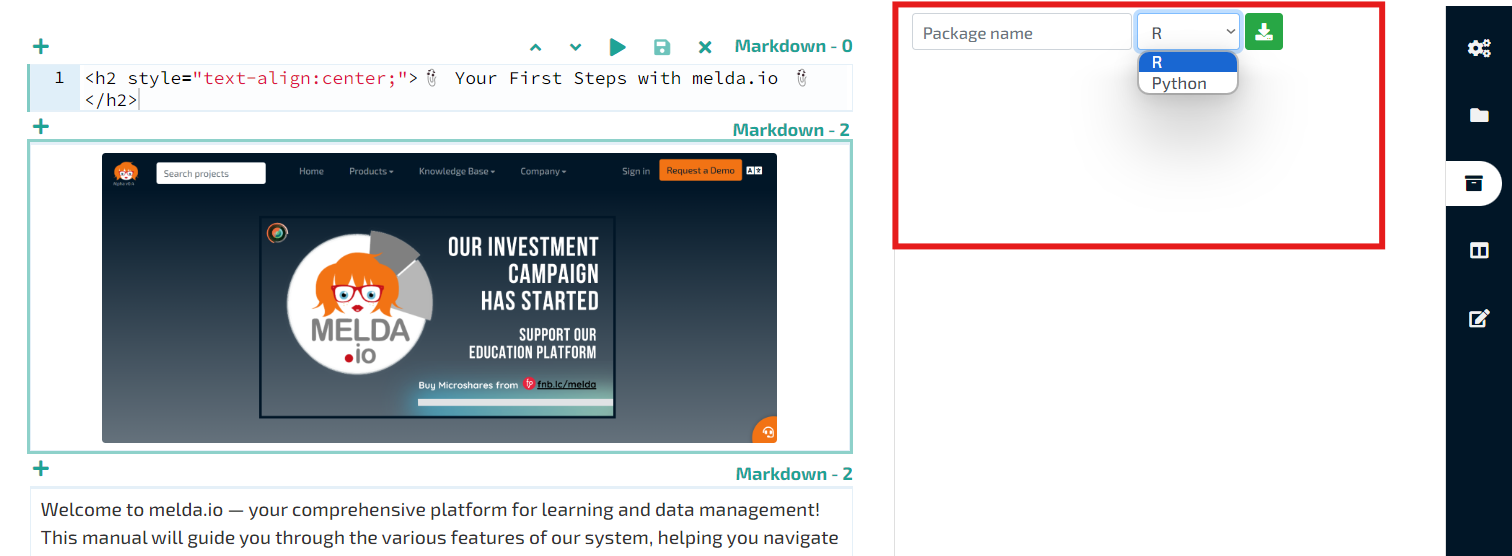 Markdown - 0
1 <h2 style="text-align:center;"> Your First Steps with melda.io
</h2>
Markdown - 2
Search projects
Home
Products
Knowledge Base
Company
Sign in
Request a Demo
OUR INVESTMENT
CAMPAIGN
HAS STARTED
MELDA
.io
SUPPORT OUR
EDUCATION PLATFORM
Buy Microshares from fp fnb.lc/melda
Markdown - 2
Welcome to melda.io — your comprehensive platform for learning and data management!
This manual will guide you through the various features of our system, helping you navigate
Package name
R
R
Python